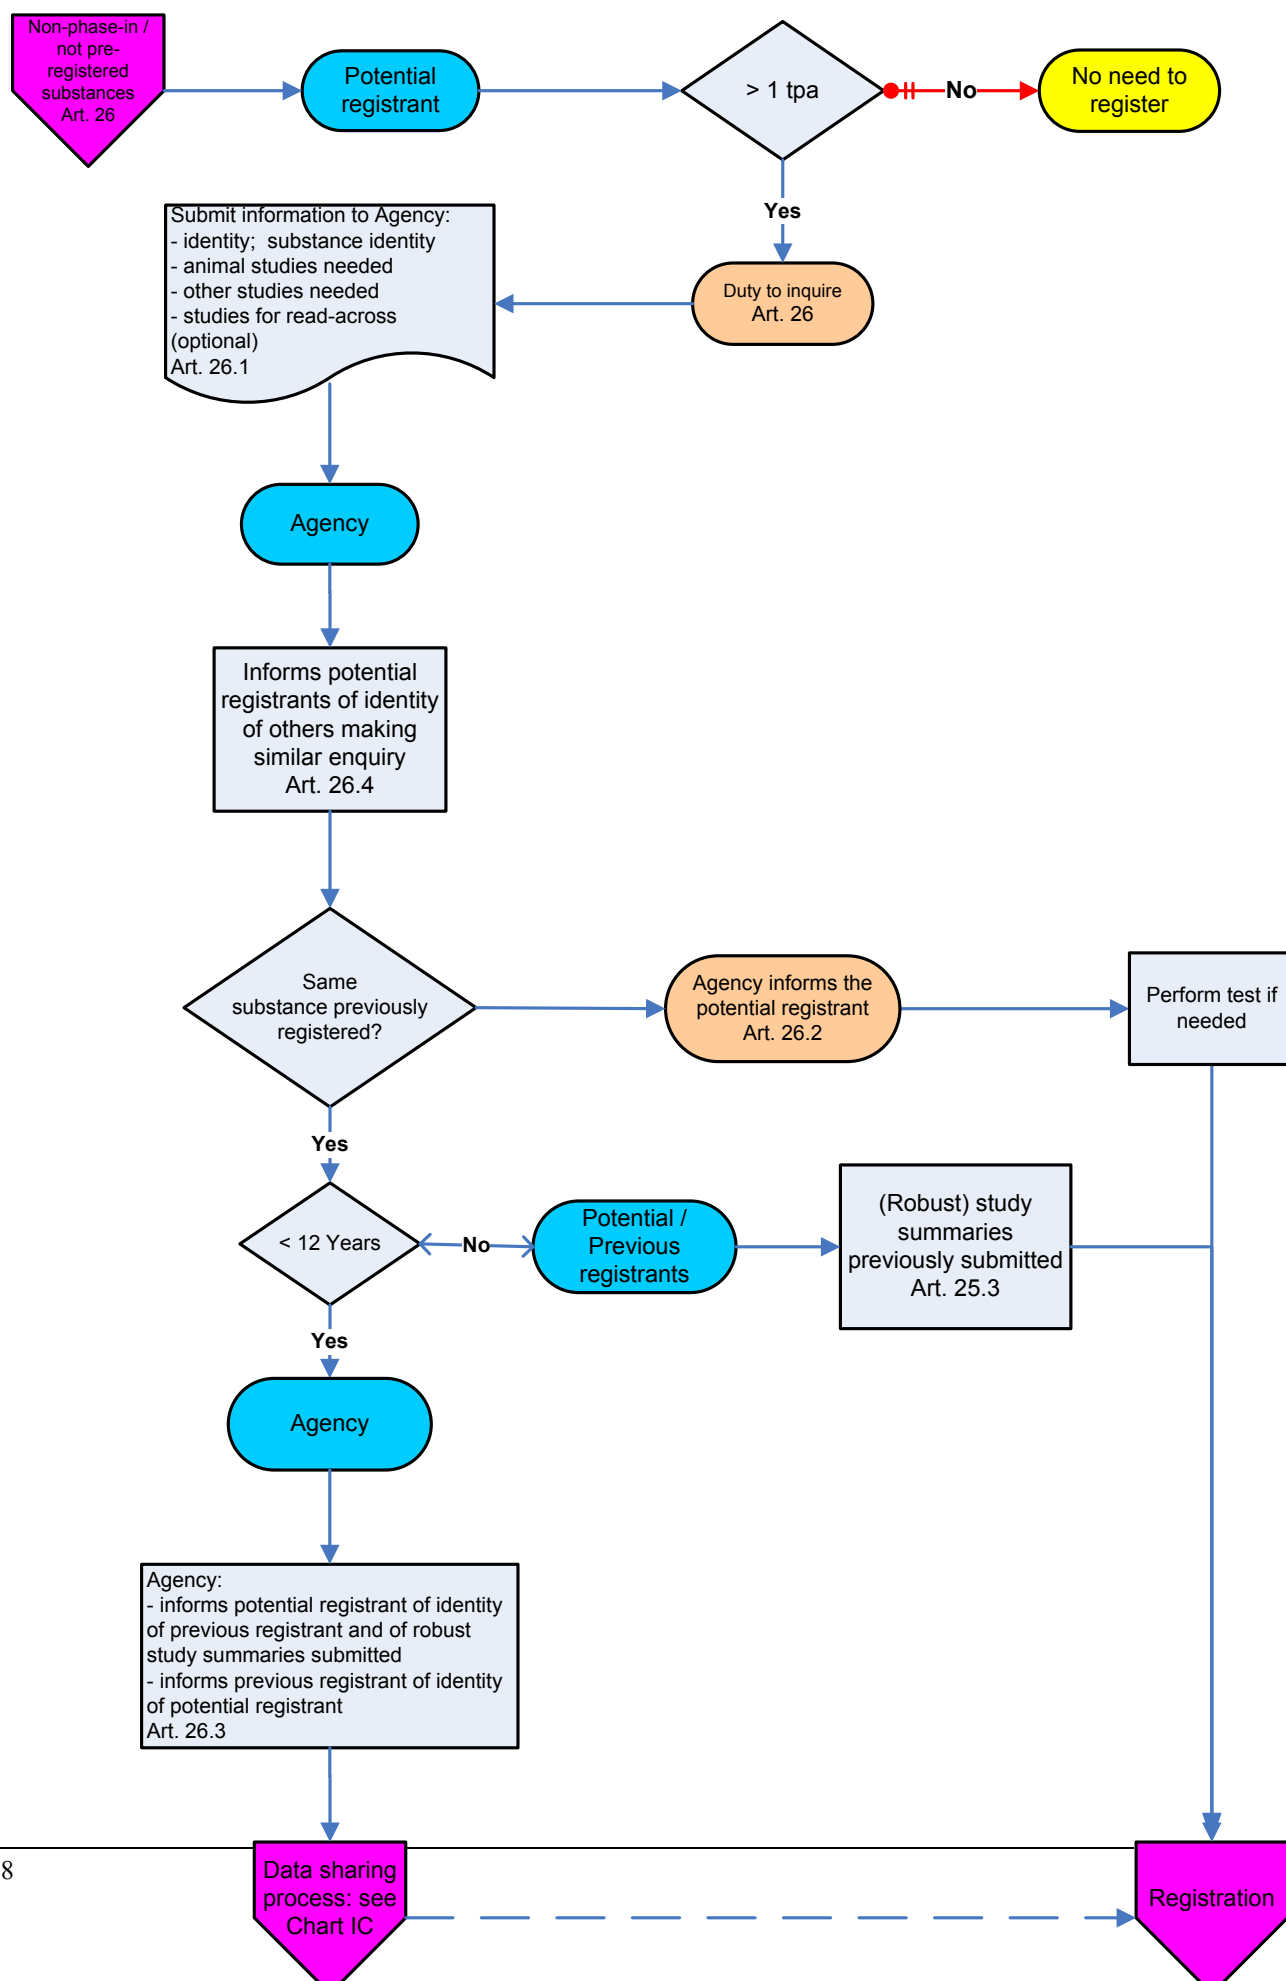 Non-phase-in /
not pre-
registered
substances
Art. 26
Potential
registrant
> 1 tpa
No
No need to
register
Yes
Duty to inquire
Art. 26
Submit information to Agency:
- identity;  substance identity
- animal studies needed
- other studies needed
- studies for read-across
(optional)
Art. 26.1
Agency
Informs potential
registrants of identity
of others making
similar enquiry
Art. 26.4
Same
substance previously
registered?
Agency informs the
potential registrant
Art. 26.2
Perform test if
needed
Yes
< 12 Years
No
Potential /
Previous
registrants
(Robust) study
summaries
previously submitted
Art. 25.3
Yes
Agency
Agency:
- informs potential registrant of identity
of previous registrant and of robust
study summaries submitted
- informs previous registrant of identity
of potential registrant
Art. 26.3
8
Data sharing
process: see
Chart IC
Registration